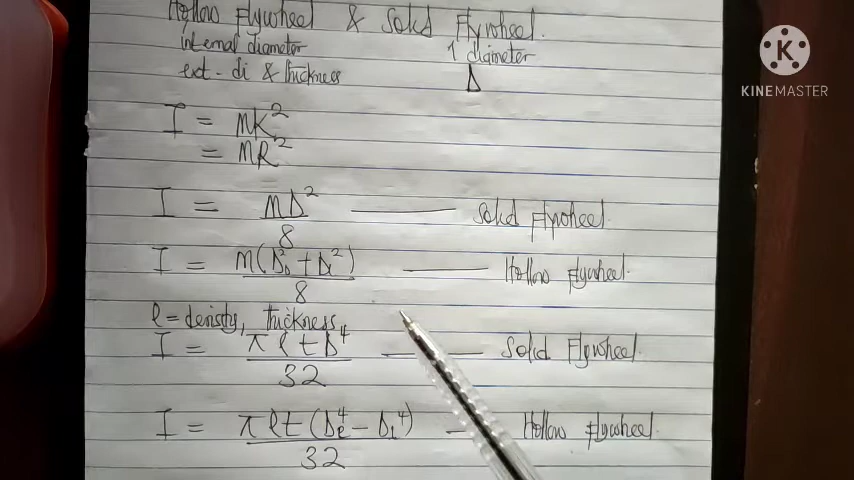 Hollow Flywheel & Solid Flywheel.
internal diameter 1 diameter
ext - di & thickness D
I = MK²
= MR²
I = MD²/8 —— Solid Flywheel
I = M(D₀² + Dᵢ²)/8 —— Hollow Flywheel.
ρ = density, thickness
I = πρtD⁴/32 —— Solid Flywheel.
I = πρt(Dₑ⁴ - Dᵢ⁴)/32 — Hollow Flywheel.
K
KINEMASTER